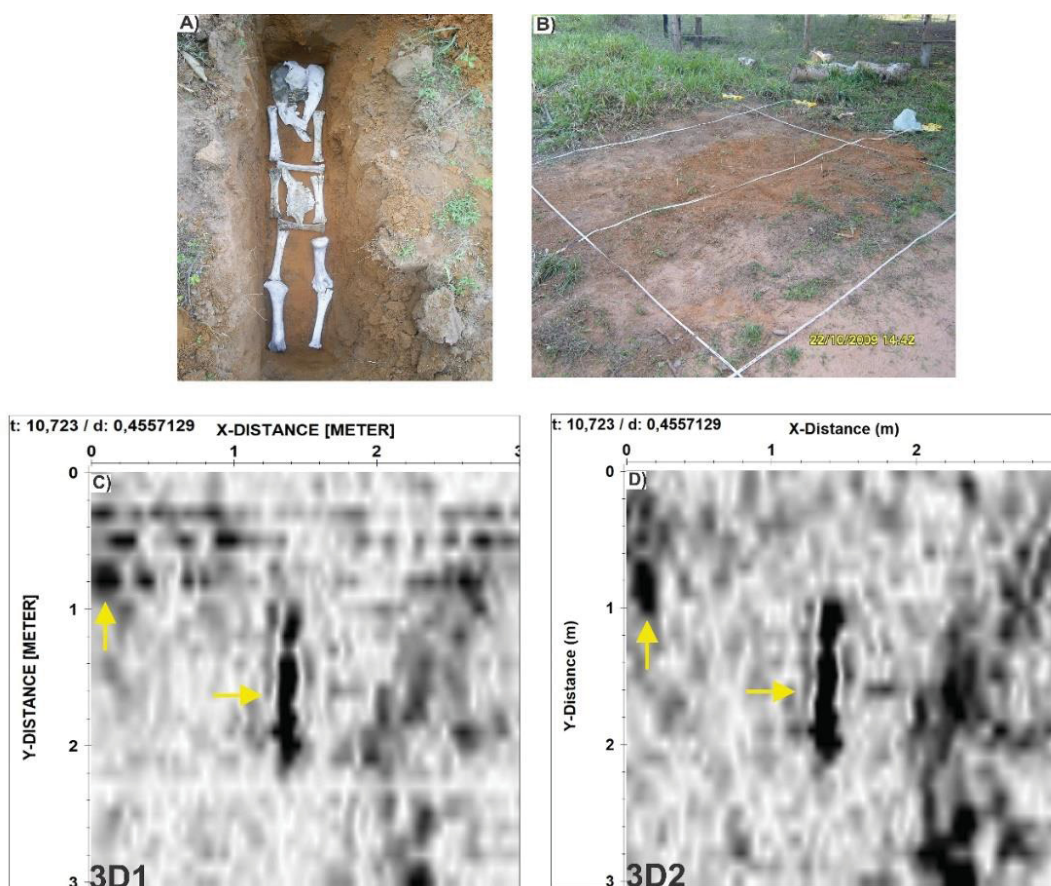 A)
B)
22/10/2009 14:42
t: 10,723 / d: 0,4557129
X-DISTANCE [METER]
0 1 2 3
C)
Y-DISTANCE [METER]
0
1
2
3
3D1
t: 10,723 / d: 0,4557129
X-Distance (m)
0 1 2
D)
Y-Distance (m)
0
1
2
3
3D2